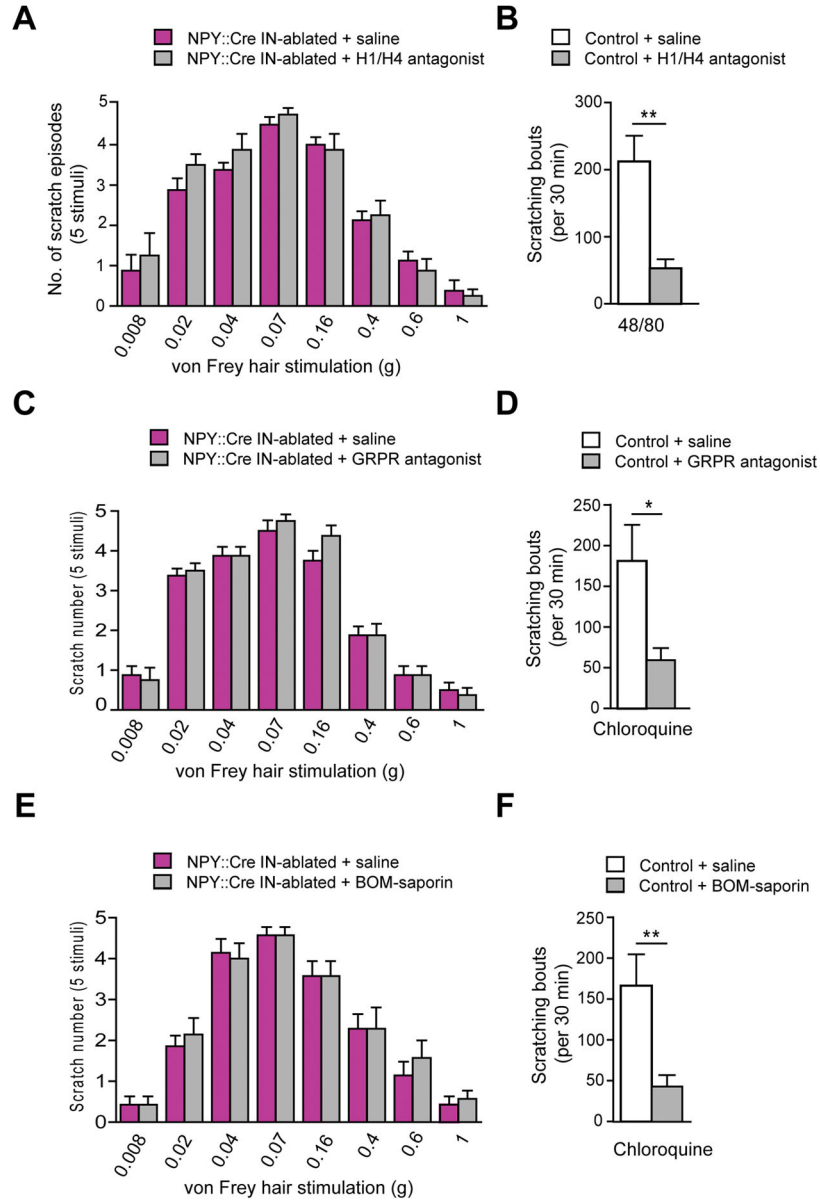 A
NPY::Cre IN-ablated + saline
NPY::Cre IN-ablated + H1/H4 antagonist
No. of scratch episodes
(5 stimuli)
5
4
3
2
1
0
0.008 0.02 0.04 0.07 0.16 0.4 0.6 1
von Frey hair stimulation (g)
B
Control + saline
Control + H1/H4 antagonist
Scratching bouts
(per 30 min)
300
200
100
0
**
48/80
C
NPY::Cre IN-ablated + saline
NPY::Cre IN-ablated + GRPR antagonist
Scratch number (5 stimuli)
5
4
3
2
1
0
0.008 0.02 0.04 0.07 0.16 0.4 0.6 1
von Frey hair stimulation (g)
D
Control + saline
Control + GRPR antagonist
Scratching bouts
(per 30 min)
250
200
150
100
50
0
*
Chloroquine
E
NPY::Cre IN-ablated + saline
NPY::Cre IN-ablated + BOM-saporin
Scratch number (5 stimuli)
5
4
3
2
1
0
0.008 0.02 0.04 0.07 0.16 0.4 0.6 1
von Frey hair stimulation (g)
F
Control + saline
Control + BOM-saporin
Scratching bouts
(per 30 min)
250
200
150
100
50
0
**
Chloroquine